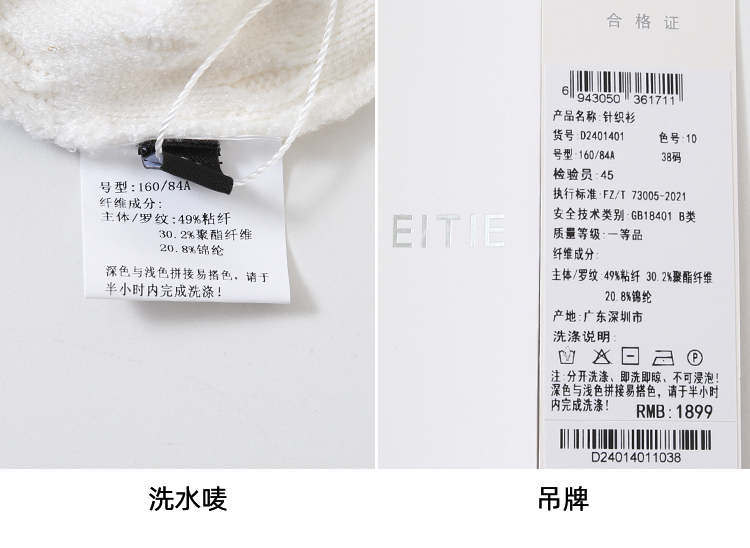 号型:160/84A
纤维成分:
主体/罗纹:49%粘纤
30.2%聚酯纤维
20.8%锦纶
深色与浅色拼接易搭色，请于
半小时内完成洗涤！
洗水唛
EITIE
合格证
6 943050 361711
产品名称:针织衫
货号:D2401401 色号:10
号型:160/84A 38码
检验员:45
执行标准:FZ/T 73005-2021
安全技术类别:GB18401 B类
质量等级:一等品
纤维成分:
主体/罗纹:49%粘纤 30.2%聚酯纤维
20.8%锦纶
产地:广东深圳市
洗涤说明:
P
注:分开洗涤、即洗即晾、不可浸泡！
深色与浅色拼接易搭色，请于半小时
内完成洗涤！
RMB:1899
D24014011038
吊牌